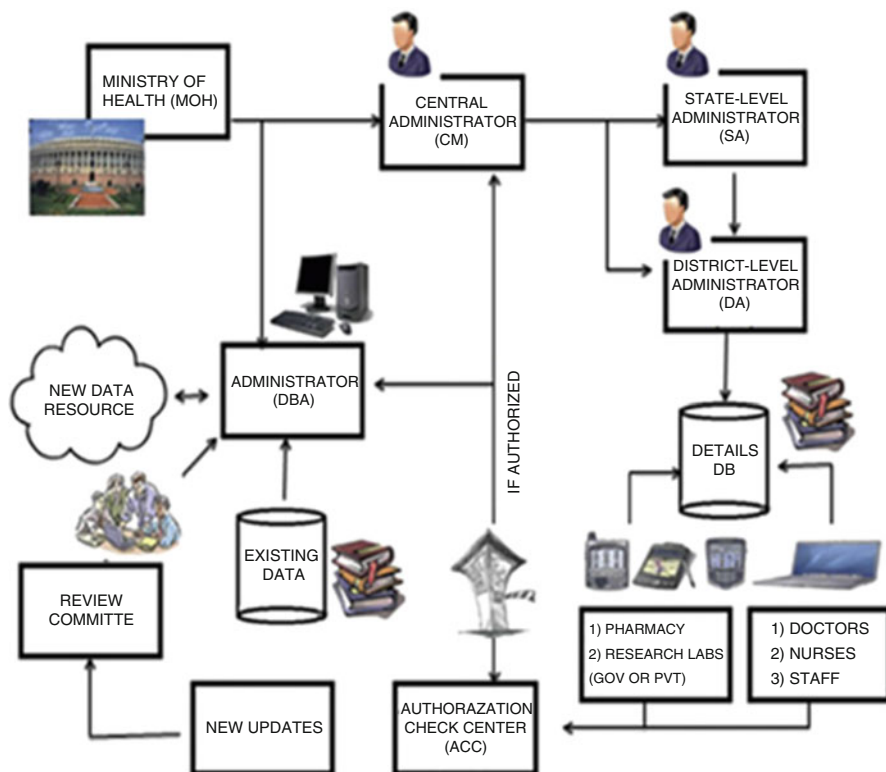 MINISTRY OF
HEALTH (MOH)
CENTRAL
ADMINISTRATOR
(CM)
STATE-LEVEL
ADMINISTRATOR
(SA)
DISTRICT-LEVEL
ADMINISTRATOR
(DA)
NEW DATA
RESOURCE
ADMINISTRATOR
(DBA)
IF AUTHORIZED
DETAILS
DB
EXISTING
DATA
REVIEW
COMMITTE
NEW UPDATES
AUTHORAZATION
CHECK CENTER
(ACC)
1) PHARMACY
2) RESEARCH LABS
(GOV OR PVT)
1) DOCTORS
2) NURSES
3) STAFF